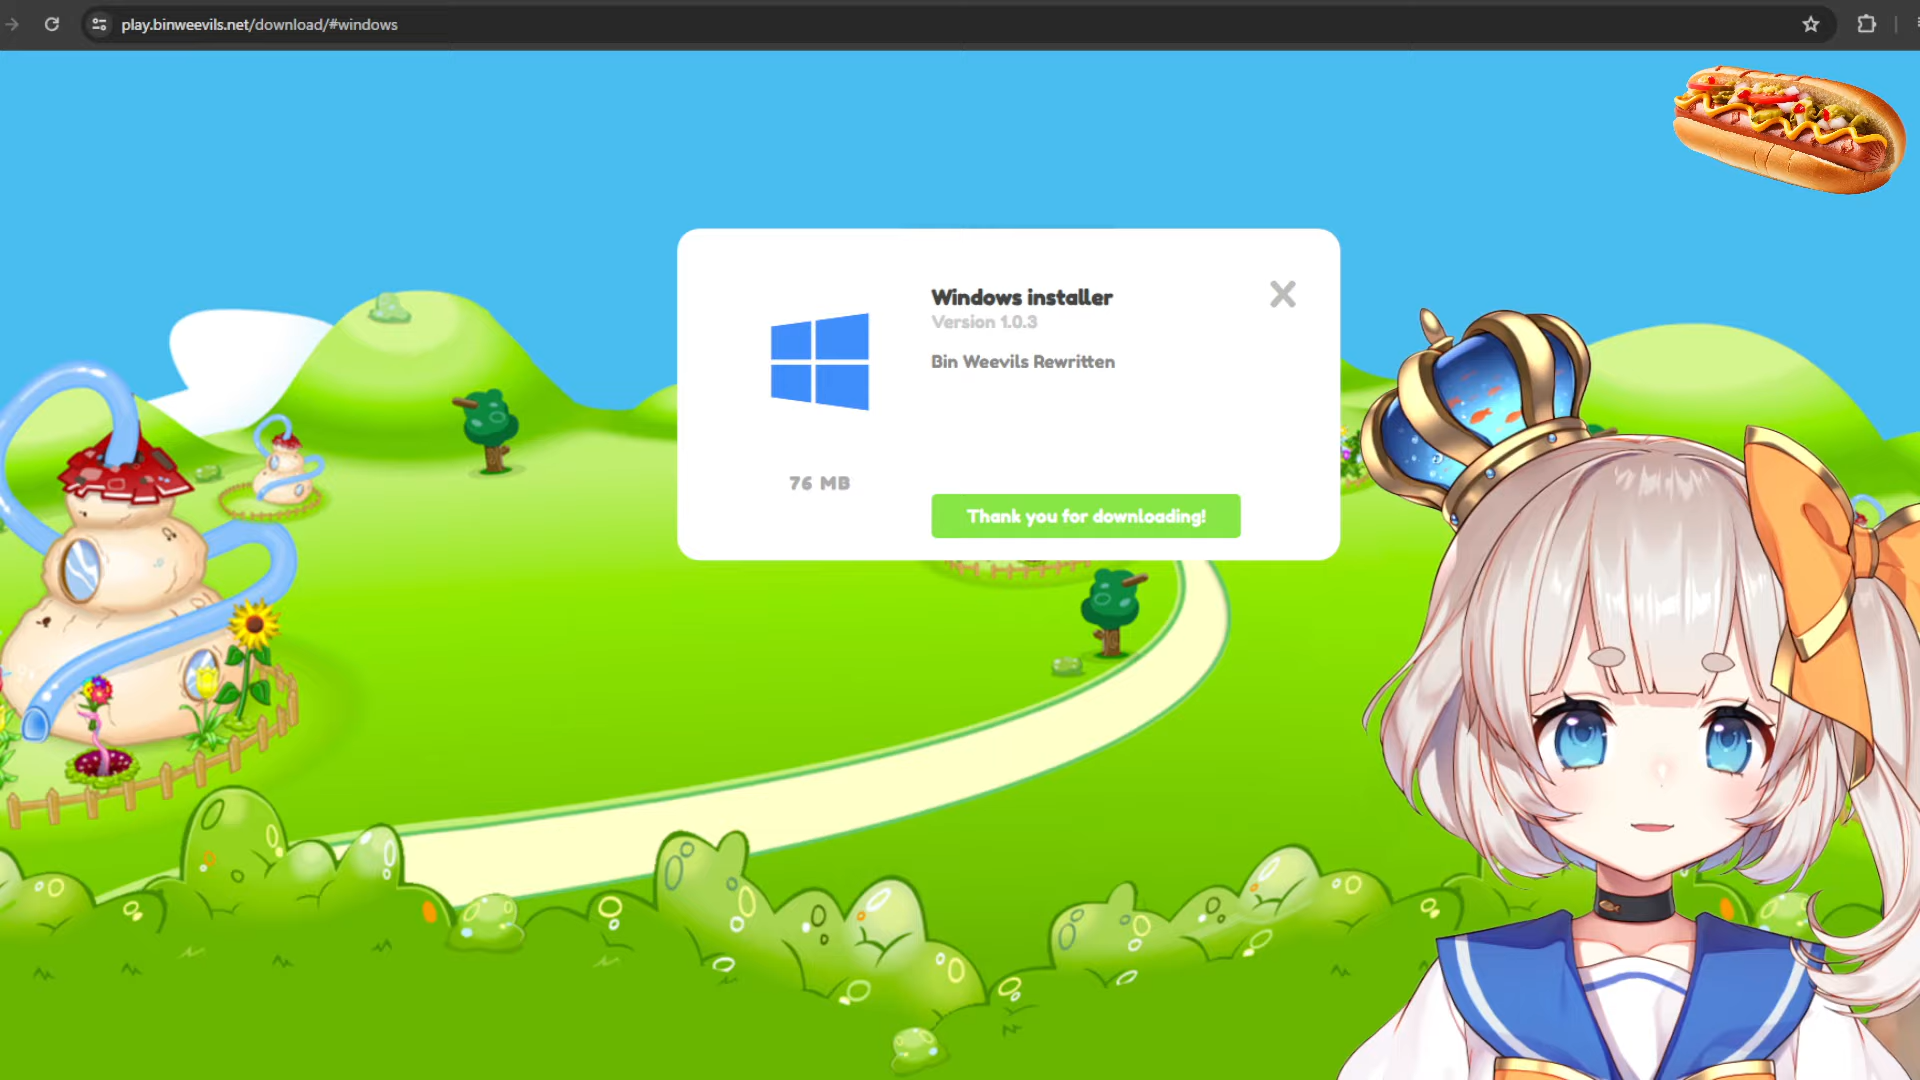 play.binweevils.net/download/#windows
Windows installer
Version 1.0.3
Bin Weevils Rewritten
76 MB
Thank you for downloading!